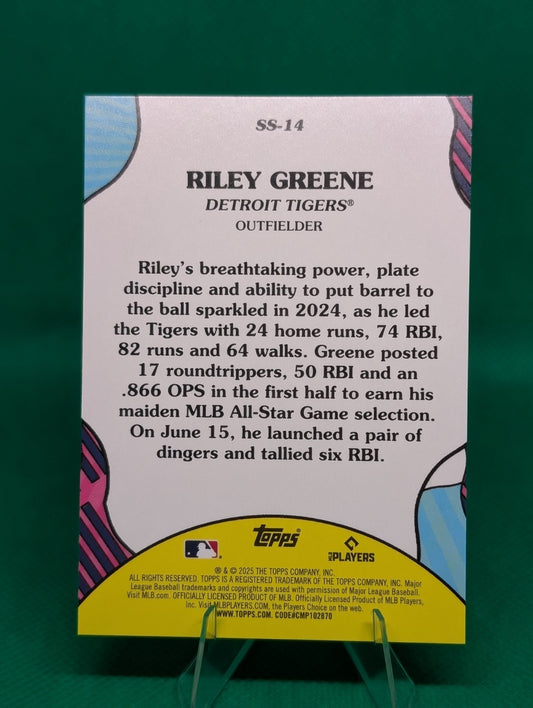 SS-14
RILEY GREENE
DETROIT TIGERS®
OUTFIELDER
Riley's breathtaking power, plate
discipline and ability to put barrel to
the ball sparkled in 2024, as he led
the Tigers with 24 home runs, 74 RBI,
82 runs and 64 walks. Greene posted
17 roundtrippers, 50 RBI and an
.866 OPS in the first half to earn his
maiden MLB All-Star Game selection.
On June 15, he launched a pair of
dingers and tallied six RBI.
Topps
MLB PLAYERS
® & © 2025 THE TOPPS COMPANY, INC.
ALL RIGHTS RESERVED. TOPPS IS A REGISTERED TRADEMARK OF THE TOPPS COMPANY, INC. Major
League Baseball trademarks and copyrights are used with permission of Major League Baseball.
Visit MLB.com. OFFICIALLY LICENSED PRODUCT OF MLB. Officially Licensed Product of MLB Players,
Inc. Visit MLBPLAYERS.COM, the Players Choice on the web.
WWW.TOPPS.COM. CODE#CMP102870